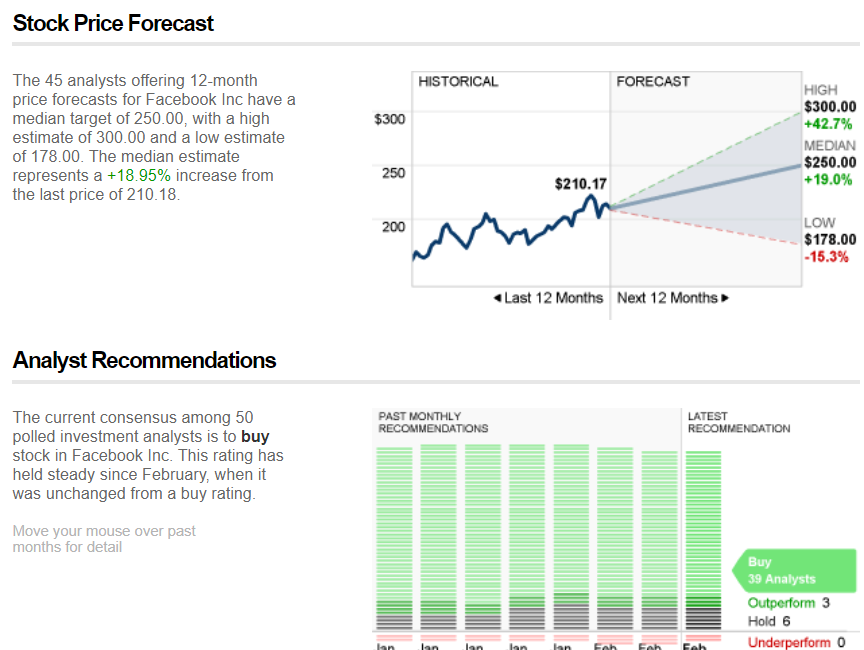 Stock Price Forecast
The 45 analysts offering 12-month
price forecasts for Facebook Inc have a
median target of 250.00, with a high
estimate of 300.00 and a low estimate
of 178.00. The median estimate
represents a +18.95% increase from
the last price of 210.18.
HISTORICAL
FORECAST
$300
250
200
$210.17
HIGH
$300.00
+42.7%
MEDIAN
$250.00
+19.0%
LOW
$178.00
-15.3%
◄Last 12 Months
Next 12 Months►
Analyst Recommendations
The current consensus among 50
polled investment analysts is to buy
stock in Facebook Inc. This rating has
held steady since February, when it
was unchanged from a buy rating.
Move your mouse over past
months for detail
PAST MONTHLY
RECOMMENDATIONS
LATEST
RECOMMENDATION
Buy
39 Analysts
Outperform 3
Hold 6
Underperform 0
Jan Jan Jan Jan Jan Feb Feb Feb